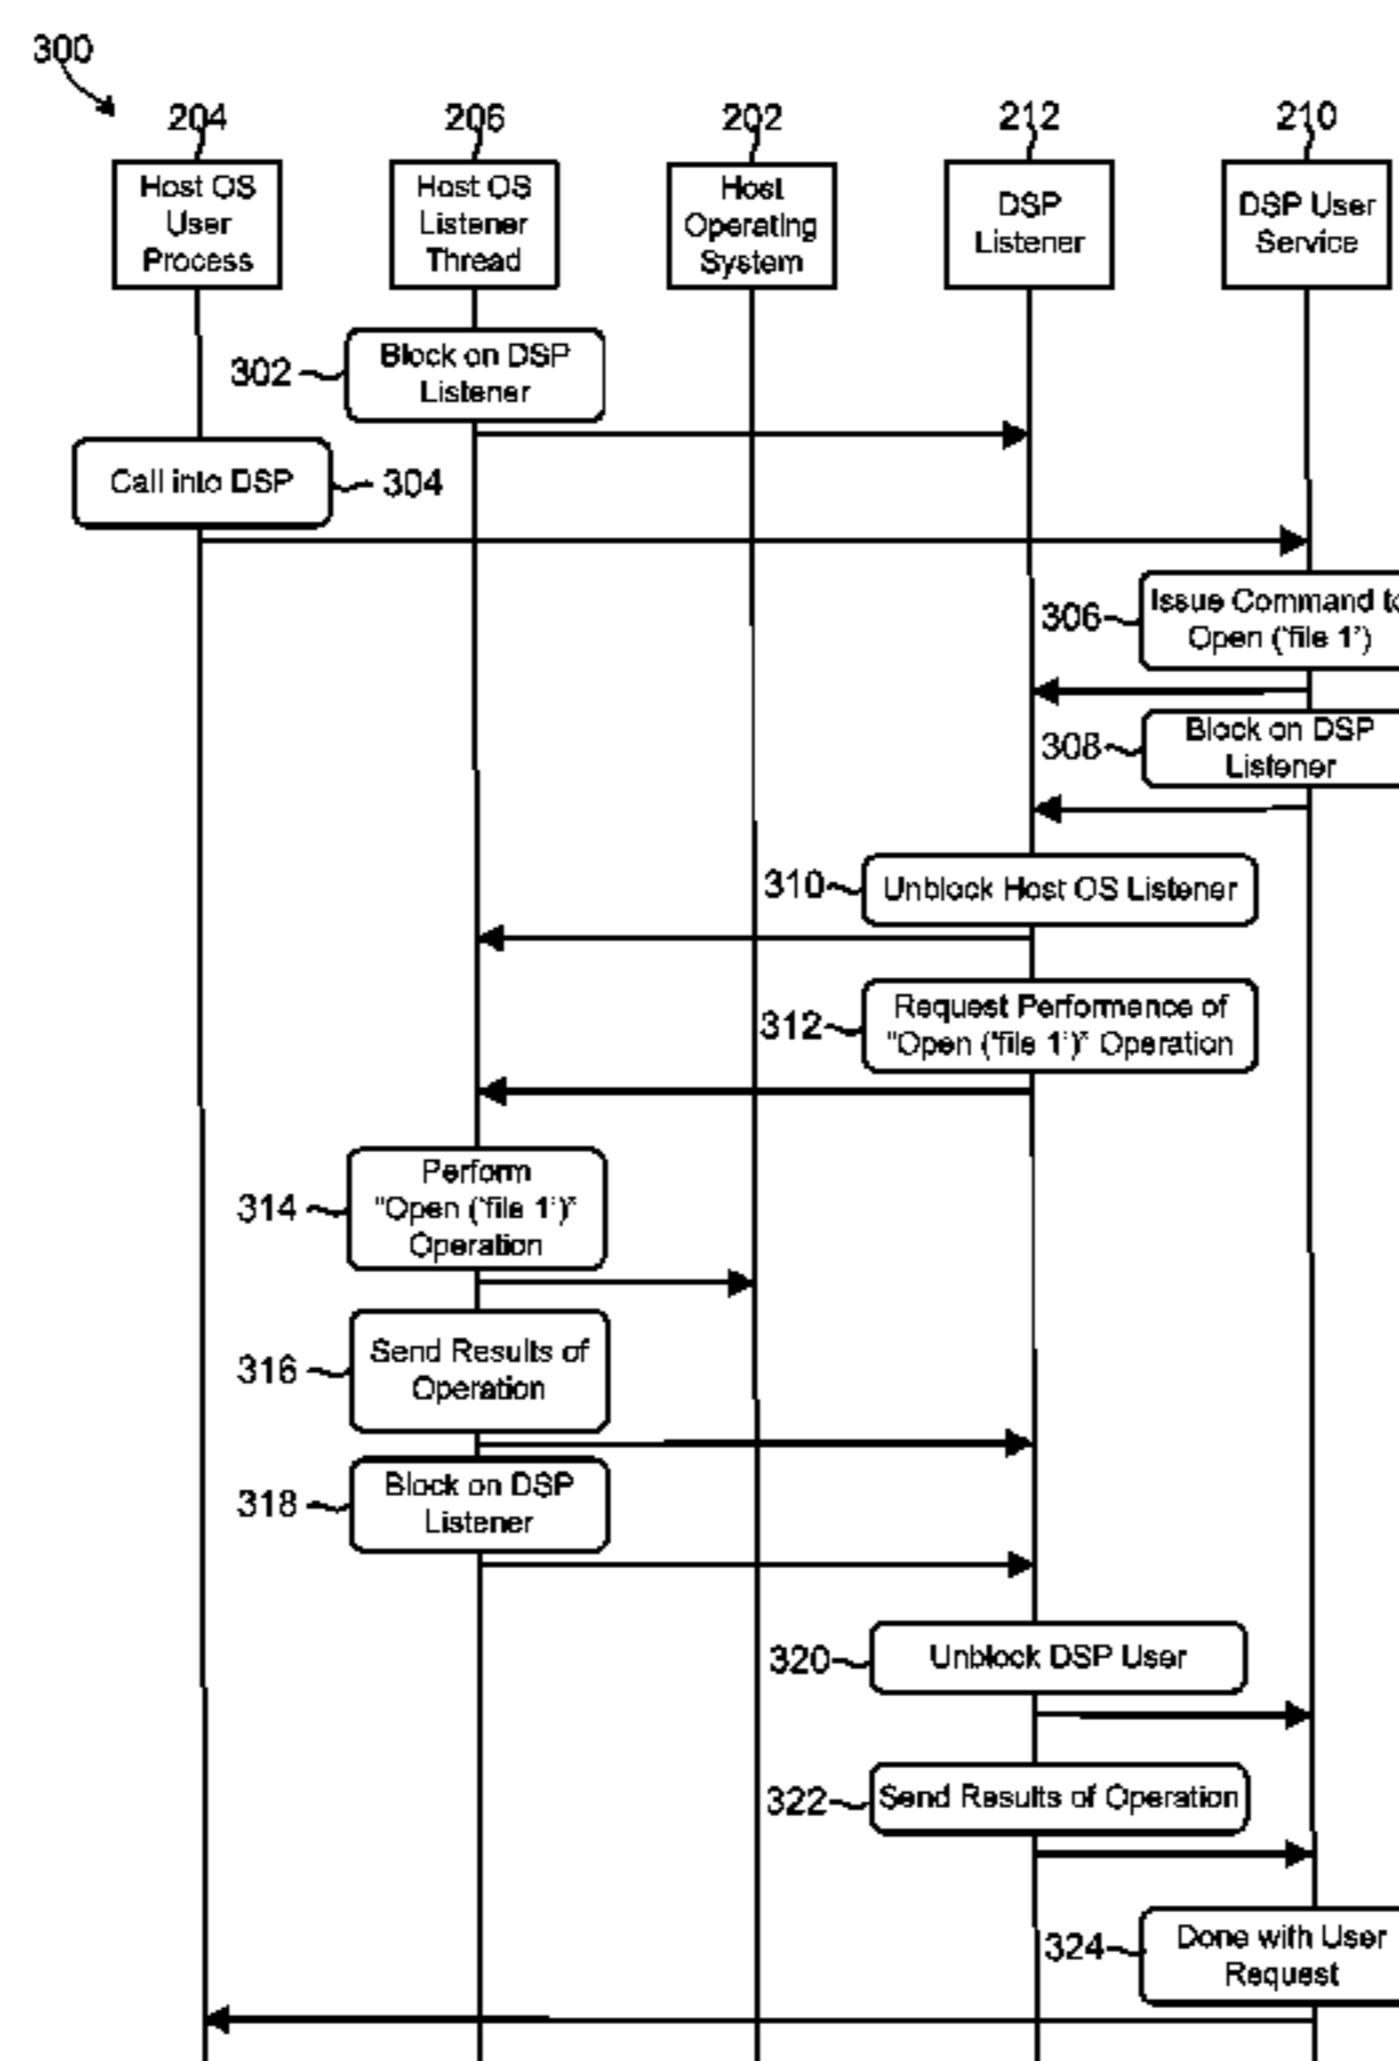 300
204
206
202
212
210
Host OS
User
Process
Host OS
Listener
Thread
Host
Operating
System
DSP
Listener
DSP User
Service
302
Block on DSP
Listener
Call into DSP
304
306
Issue Command to
Open ('file 1')
308
Block on DSP
Listener
310
Unblock Host OS Listener
312
Request Performence of
"Open ('file 1')" Operation
314
Perform
"Open ('file 1')"
Operation
316
Send Results of
Operation
318
Block on DSP
Listener
320
Unblock DSP User
322
Send Results of Operation
324
Done with User
Request